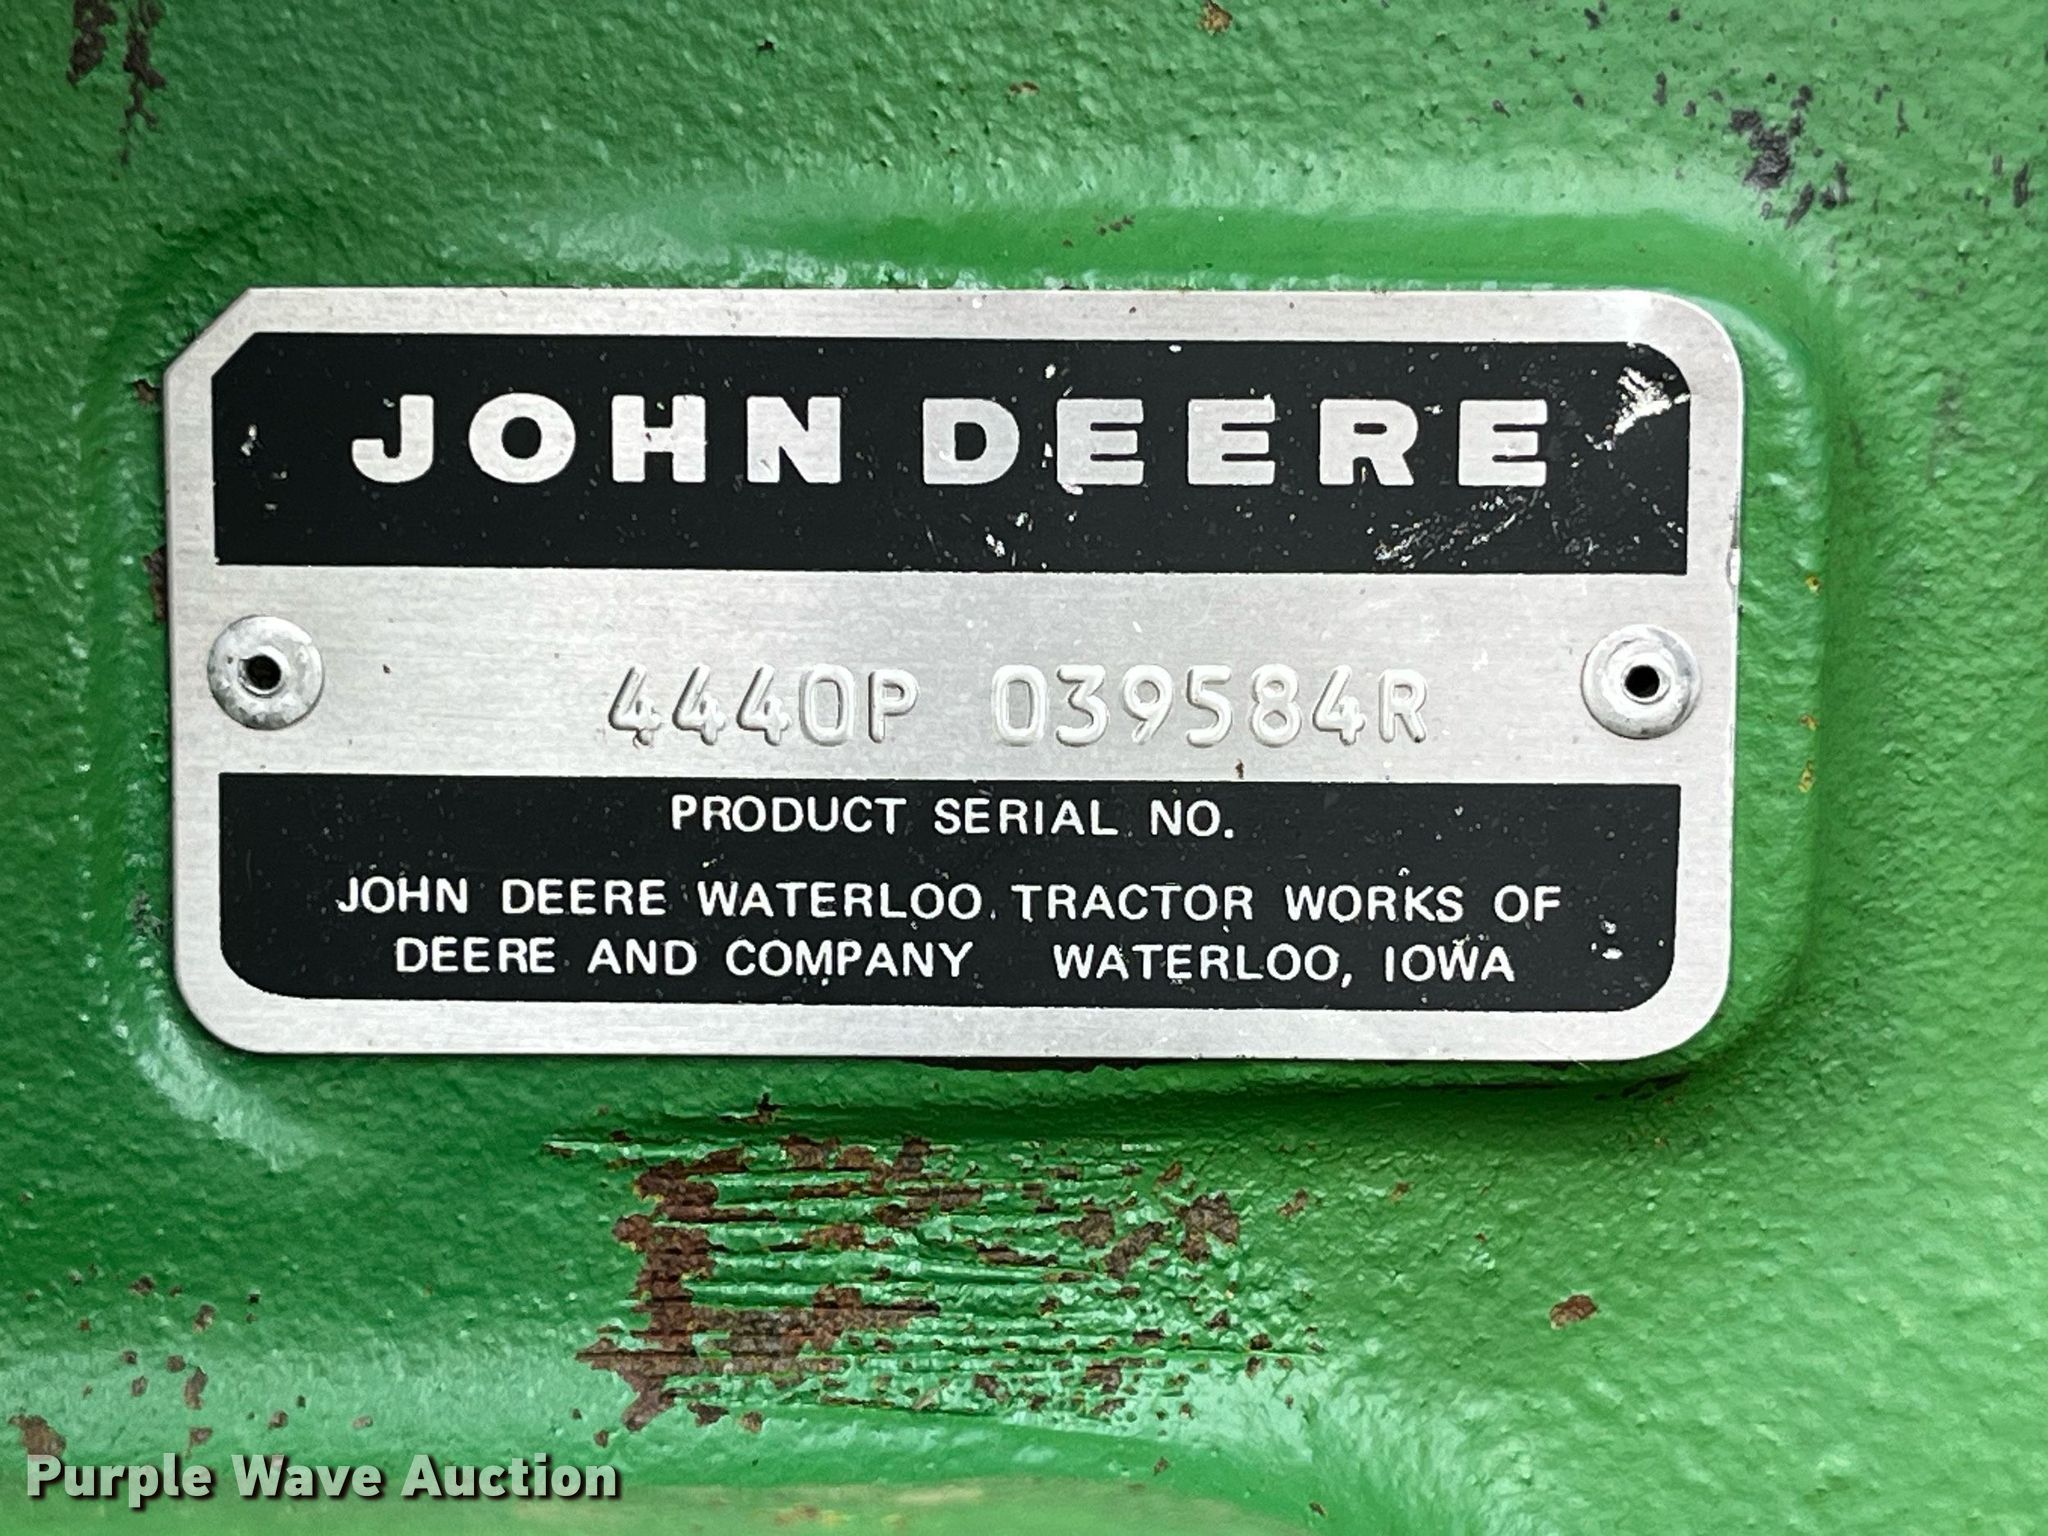 JOHN DEERE
4440P 039584R
PRODUCT SERIAL NO.
JOHN DEERE WATERLOO TRACTOR WORKS OF
DEERE AND COMPANY WATERLOO, IOWA
Purple Wave Auction